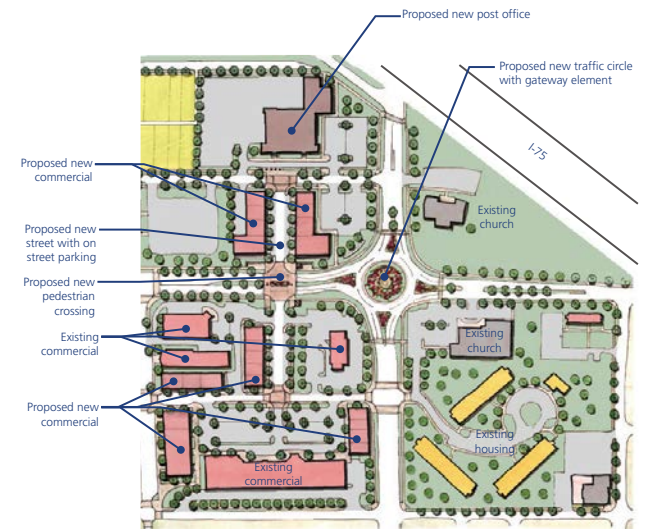 Proposed new post office
Proposed new traffic circle
with gateway element
I-75
Proposed new
commercial
Existing
church
Proposed new
street with on
street parking
Proposed new
pedestrian
crossing
Existing
commercial
Existing
church
Proposed new
commercial
Existing
housing
Existing
commercial